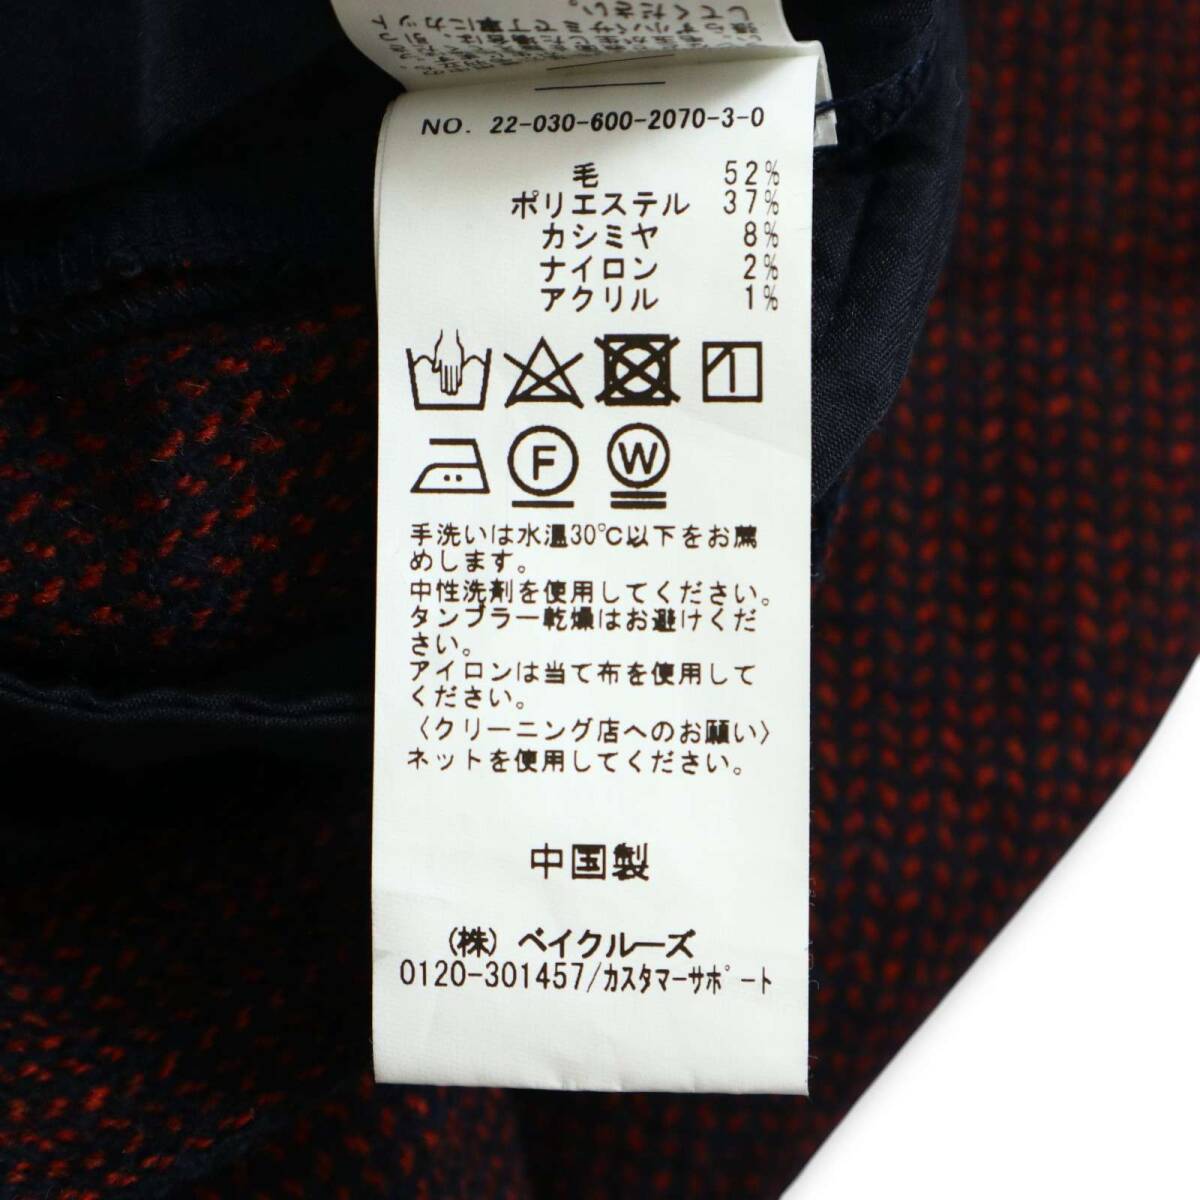 NO. 22-030-600-2070-3-0
毛 52%
ポリエステル 37%
カシミヤ 8%
ナイロン 2%
アクリル 1%
F
W
手洗いは水温30℃以下をお薦
めします。
中性洗剤を使用してください。
タンブラー乾燥はお避けくだ
さい。
アイロンは当て布を使用して
ください。
〈クリーニング店へのお願い〉
ネットを使用してください。
中国製
(株) ベイクルーズ
0120-301457/カスタマーサポート